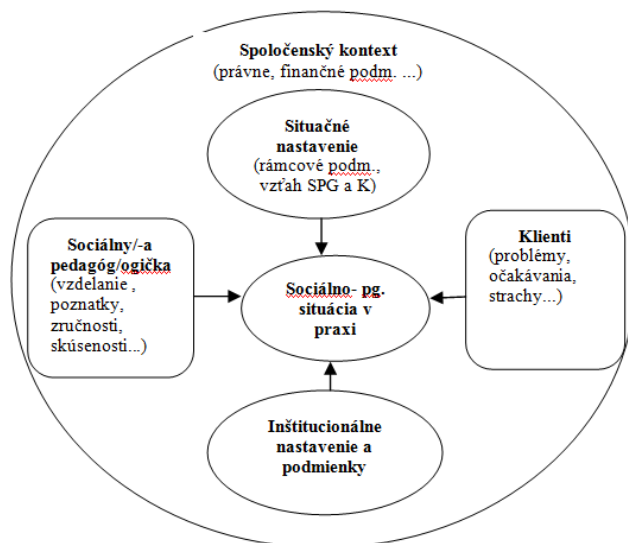 Spoločenský kontext
(právne, finančné podm. ...)
Situačné
nastavenie
(rámcové podm.,
vzťah SPG a K)
Sociálny/-a
pedagóg/ogička
(vzdelanie ,
poznatky,
zručnosti,
skúsenosti...)
Sociálno- pg.
situácia v
praxi
Klienti
(problémy,
očakávania,
strachy...)
Inštitucionálne
nastavenie a
podmienky